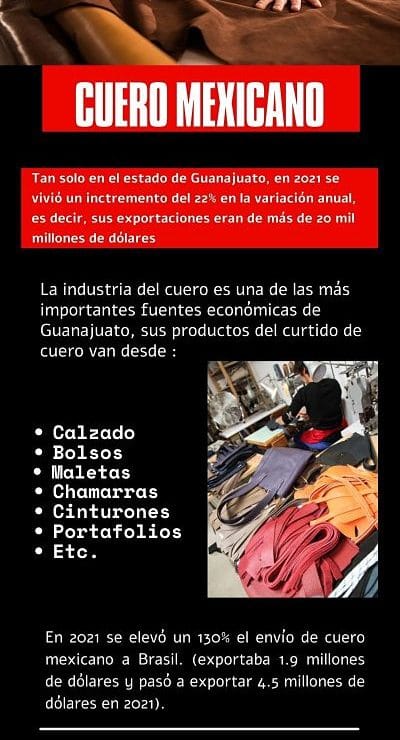 CUERO MEXICANO
Tan solo en el estado de Guanajuato, en 2021 se
vivió un inctremento del 22% en la variación anual,
es decir, sus exportaciones eran de más de 20 mil
millones de dólares
La industria del cuero es una de las más
importantes fuentes económicas de
Guanajuato, sus productos del curtido de
cuero van desde :
• Calzado
• Bolsos
• Maletas
• Chamarras
• Cinturones
• Portafolios
• Etc.
En 2021 se elevó un 130% el envío de cuero
mexicano a Brasil. (exportaba 1.9 millones
de dólares y pasó a exportar 4.5 millones de
dólares en 2021).